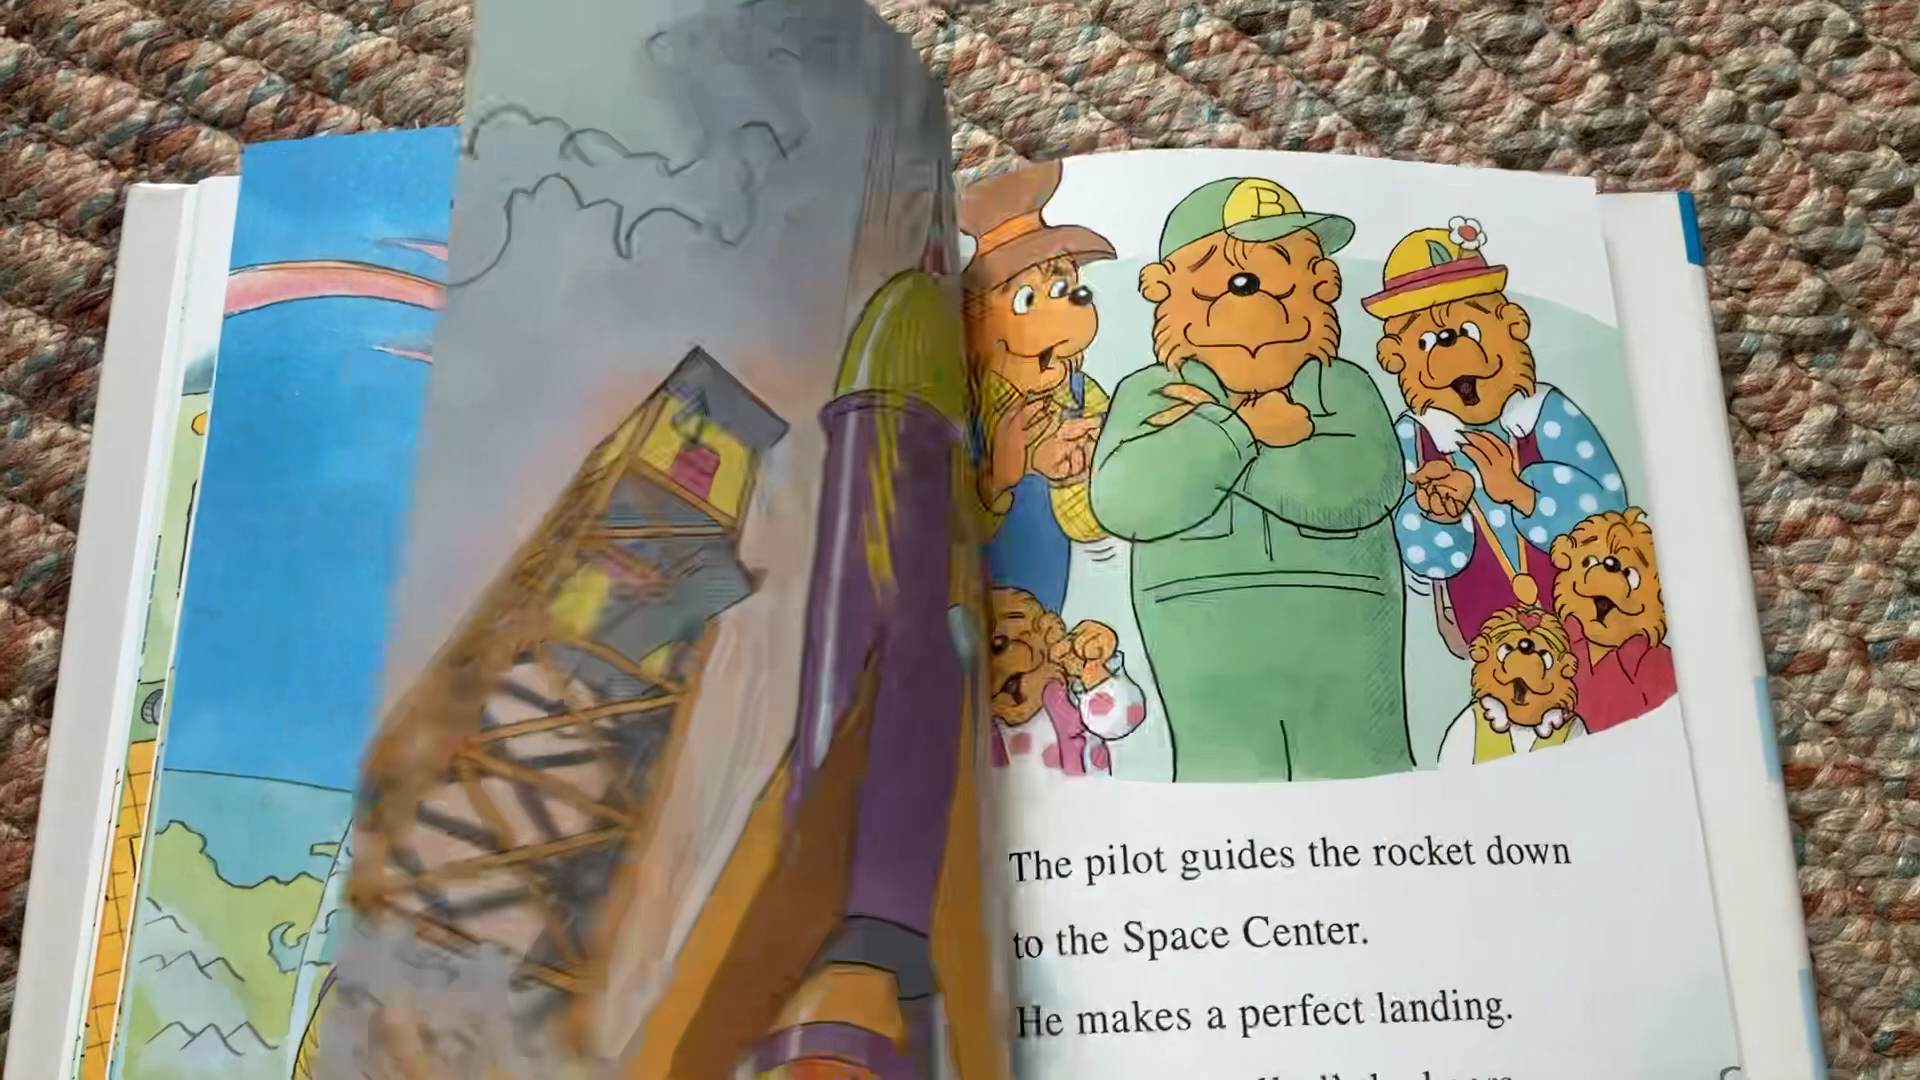 B
The pilot guides the rocket down
to the Space Center.
He makes a perfect landing.